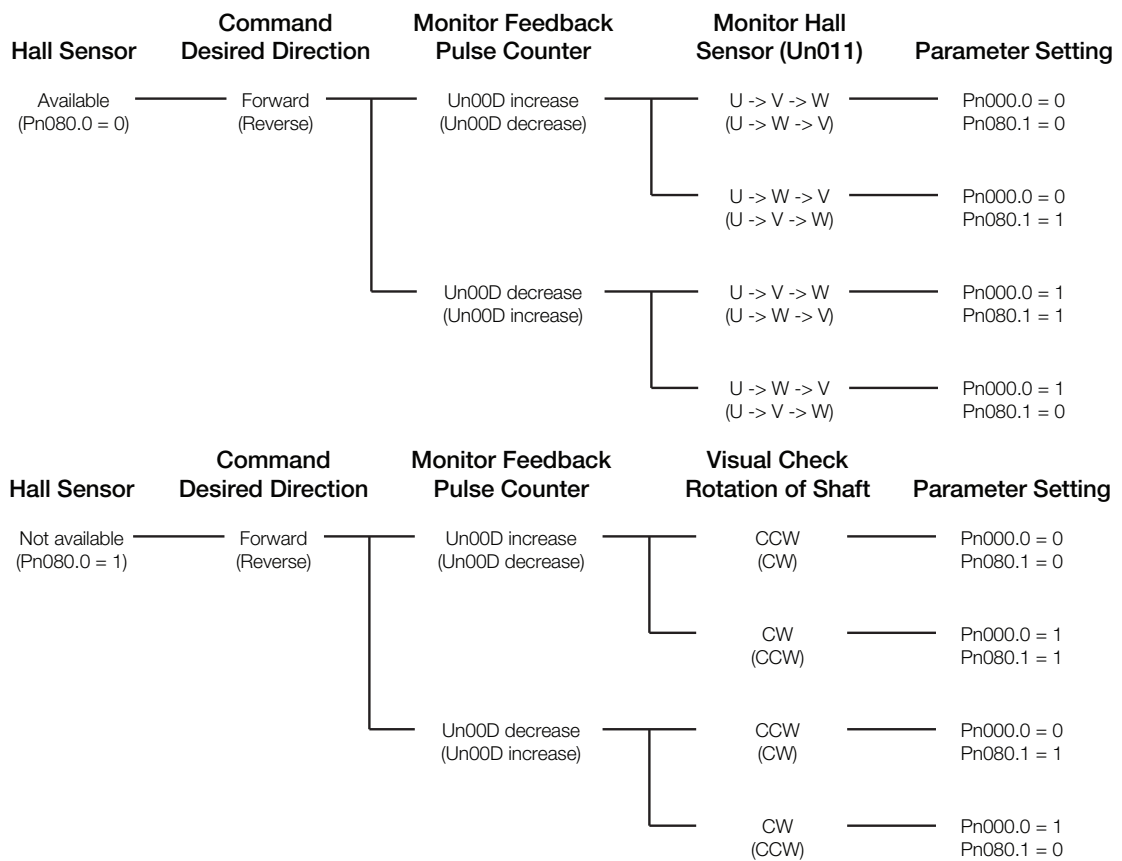 Hall Sensor
Command
Desired Direction
Monitor Feedback
Pulse Counter
Monitor Hall
Sensor (Un011)
Parameter Setting
Available
(Pn080.0 = 0)
Forward
(Reverse)
Un00D increase
(Un00D decrease)
U -> V -> W
(U -> W -> V)
Pn000.0 = 0
Pn080.1 = 0
U -> W -> V
(U -> V -> W)
Pn000.0 = 0
Pn080.1 = 1
Un00D decrease
(Un00D increase)
U -> V -> W
(U -> W -> V)
Pn000.0 = 1
Pn080.1 = 1
U -> W -> V
(U -> V -> W)
Pn000.0 = 1
Pn080.1 = 0
Hall Sensor
Command
Desired Direction
Monitor Feedback
Pulse Counter
Visual Check
Rotation of Shaft
Parameter Setting
Not available
(Pn080.0 = 1)
Forward
(Reverse)
Un00D increase
(Un00D decrease)
CCW
(CW)
Pn000.0 = 0
Pn080.1 = 0
CW
(CCW)
Pn000.0 = 1
Pn080.1 = 1
Un00D decrease
(Un00D increase)
CCW
(CW)
Pn000.0 = 0
Pn080.1 = 1
CW
(CCW)
Pn000.0 = 1
Pn080.1 = 0